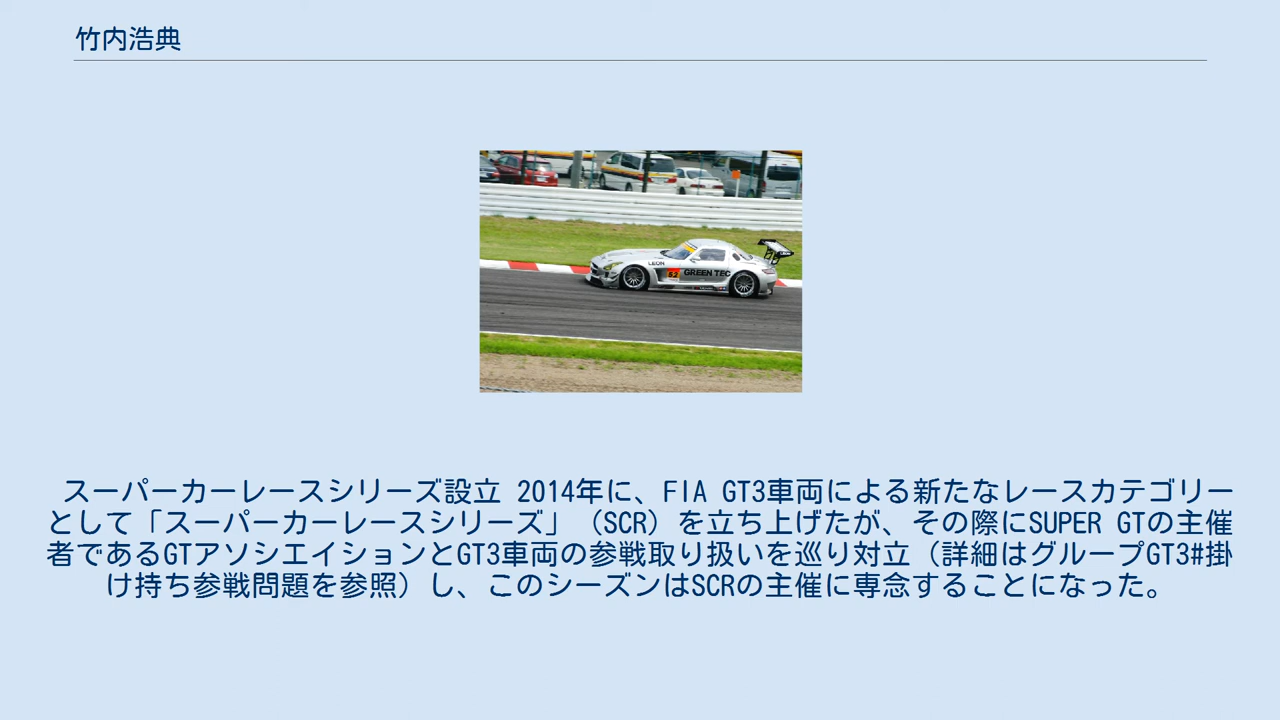 竹内浩典
LEON
52
GREEN TEC
スーパーカーレースシリーズ設立 2014年に、FIA GT3車両による新たなレースカテゴリー
として「スーパーカーレースシリーズ」（SCR）を立ち上げたが、その際にSUPER GTの主催
者であるGTアソシエイションとGT3車両の参戦取り扱いを巡り対立（詳細はグループGT3#掛
け持ち参戦問題を参照）し、このシーズンはSCRの主催に専念することになった。